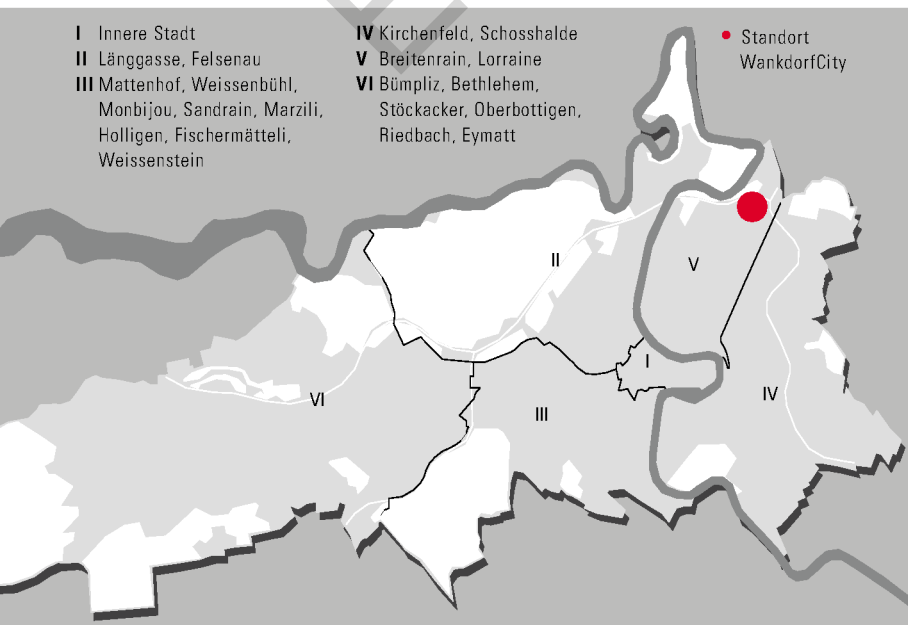 I Innere Stadt
II Länggasse, Felsenau
III Mattenhof, Weissenbühl,
Monbijou, Sandrain, Marzili,
Holligen, Fischermätteli,
Weissenstein
IV Kirchenfeld, Schosshalde
V Breitenrain, Lorraine
VI Bümpliz, Bethlehem,
Stöckacker, Oberbottigen,
Riedbach, Eymatt
Standort
WankdorfCity
II
V
I
VI
III
IV